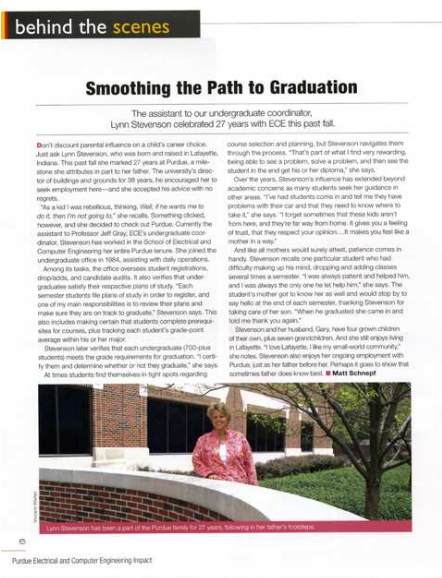 behind the scenes
Smoothing the Path to Graduation
The assistant to our undergraduate coordinator,
Lynn Stevenson celebrated 27 years with ECE this past fall.
Don't discount parental influence on a child's career choice.
Just ask Lynn Stevenson, who was born and raised in Lafayette,
Indiana. This past fall she marked 27 years at Purdue, a mile-
stone she attributes in part to her father. The university's direc-
tor of buildings and grounds for 38 years, he encouraged her to
seek employment here—and she accepted his advice with no
regrets.
"As a kid I was rebellious, thinking, Well, if he wants me to
do it, then I'm not going to," she recalls. Something clicked,
however, and she decided to check out Purdue. Currently the
assistant to Professor Jeff Gray, ECE's undergraduate coor-
dinator, Stevenson has worked in the School of Electrical and
Computer Engineering her entire Purdue tenure. She joined the
undergraduate office in 1984, assisting with daily operations.
Among its tasks, the office oversees student registrations,
drop/adds, and candidate audits. It also verifies that under-
graduates satisfy their respective plans of study. "Each
semester students file plans of study in order to register, and
one of my main responsibilities is to review their plans and
make sure they are on track to graduate," Stevenson says. This
also includes making certain that students complete prerequi-
sites for courses, plus tracking each student's grade-point
average within his or her major.
Stevenson later verifies that each undergraduate (700-plus
students) meets the grade requirements for graduation. "I certi-
fy them and determine whether or not they graduate," she says.
At times students find themselves in tight spots regarding
course selection and planning, but Stevenson navigates them
through the process. "That's part of what I find very rewarding,
being able to see a problem, solve a problem, and then see the
student in the end get his or her diploma," she says.
Over the years, Stevenson's influence has extended beyond
academic concerns as many students seek her guidance in
other areas. "I've had students come in and tell me they have
problems with their car and that they need to know where to
take it," she says. "I forget sometimes that these kids aren't
from here, and they're far way from home. It gives you a feeling
of trust, that they respect your opinion. ...It makes you feel like a
mother in a way."
And like all mothers would surely attest, patience comes in
handy. Stevenson recalls one particular student who had
difficulty making up his mind, dropping and adding classes
several times a semester. "I was always patient and helped him,
and I was always the only one he let help him," she says. The
student's mother got to know her as well and would stop by to
say hello at the end of each semester, thanking Stevenson for
taking care of her son. "When he graduated she came in and
told me thank you again."
Stevenson and her husband, Gary, have four grown children
of their own, plus seven grandchildren. And she still enjoys living
in Lafayette. "I love Lafayette. I like my small-world community,"
she notes. Stevenson also enjoys her ongoing employment with
Purdue, just as her father before her. Perhaps it goes to show that
sometimes father does know best. Matt Schnepf
Lynn Stevenson has been a part of the Purdue family for 27 years, following in her father's footsteps.
Purdue Electrical and Computer Engineering Impact